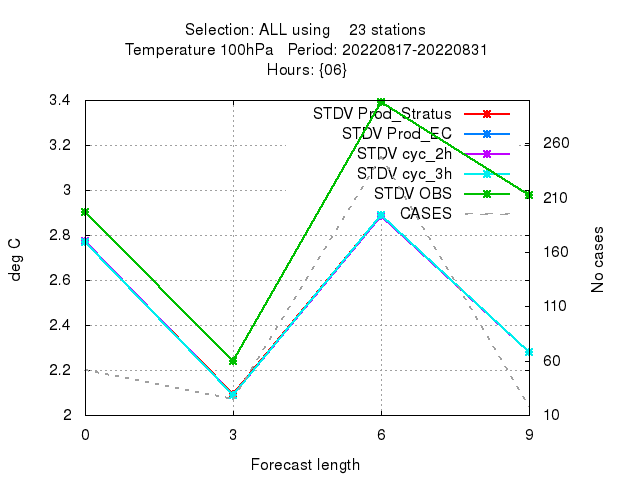 Selection: ALL using 23 stations
Temperature 100hPa Period: 20220817-20220831
Hours: {06}
STDV Prod_Stratus
STDV Prod_EC
STDV cyc_2h
STDV cyc_3h
STDV OBS
CASES
3.4
3.2
3
2.8
2.6
2.4
2.2
2
deg C
260
210
160
110
60
10
No cases
0 3 6 9
Forecast length